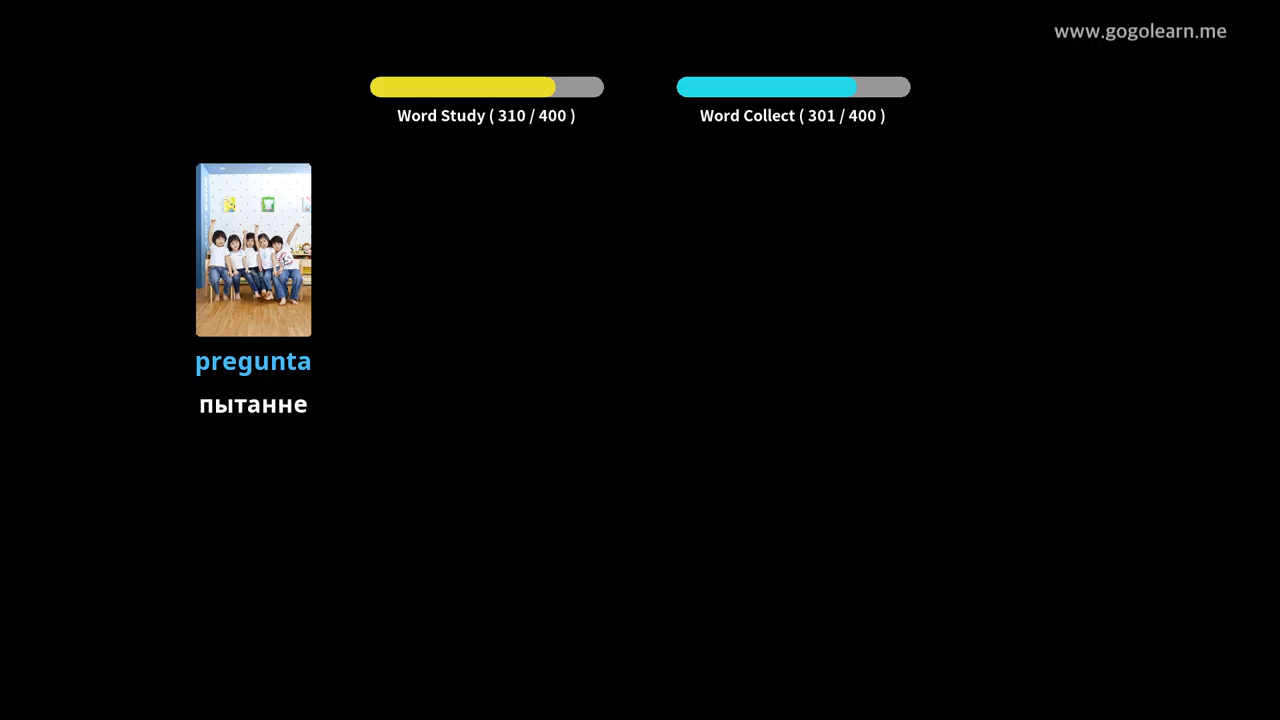 www.gogolearn.me
Word Study ( 310 / 400 )
Word Collect ( 301 / 400 )
pregunta
пытанне